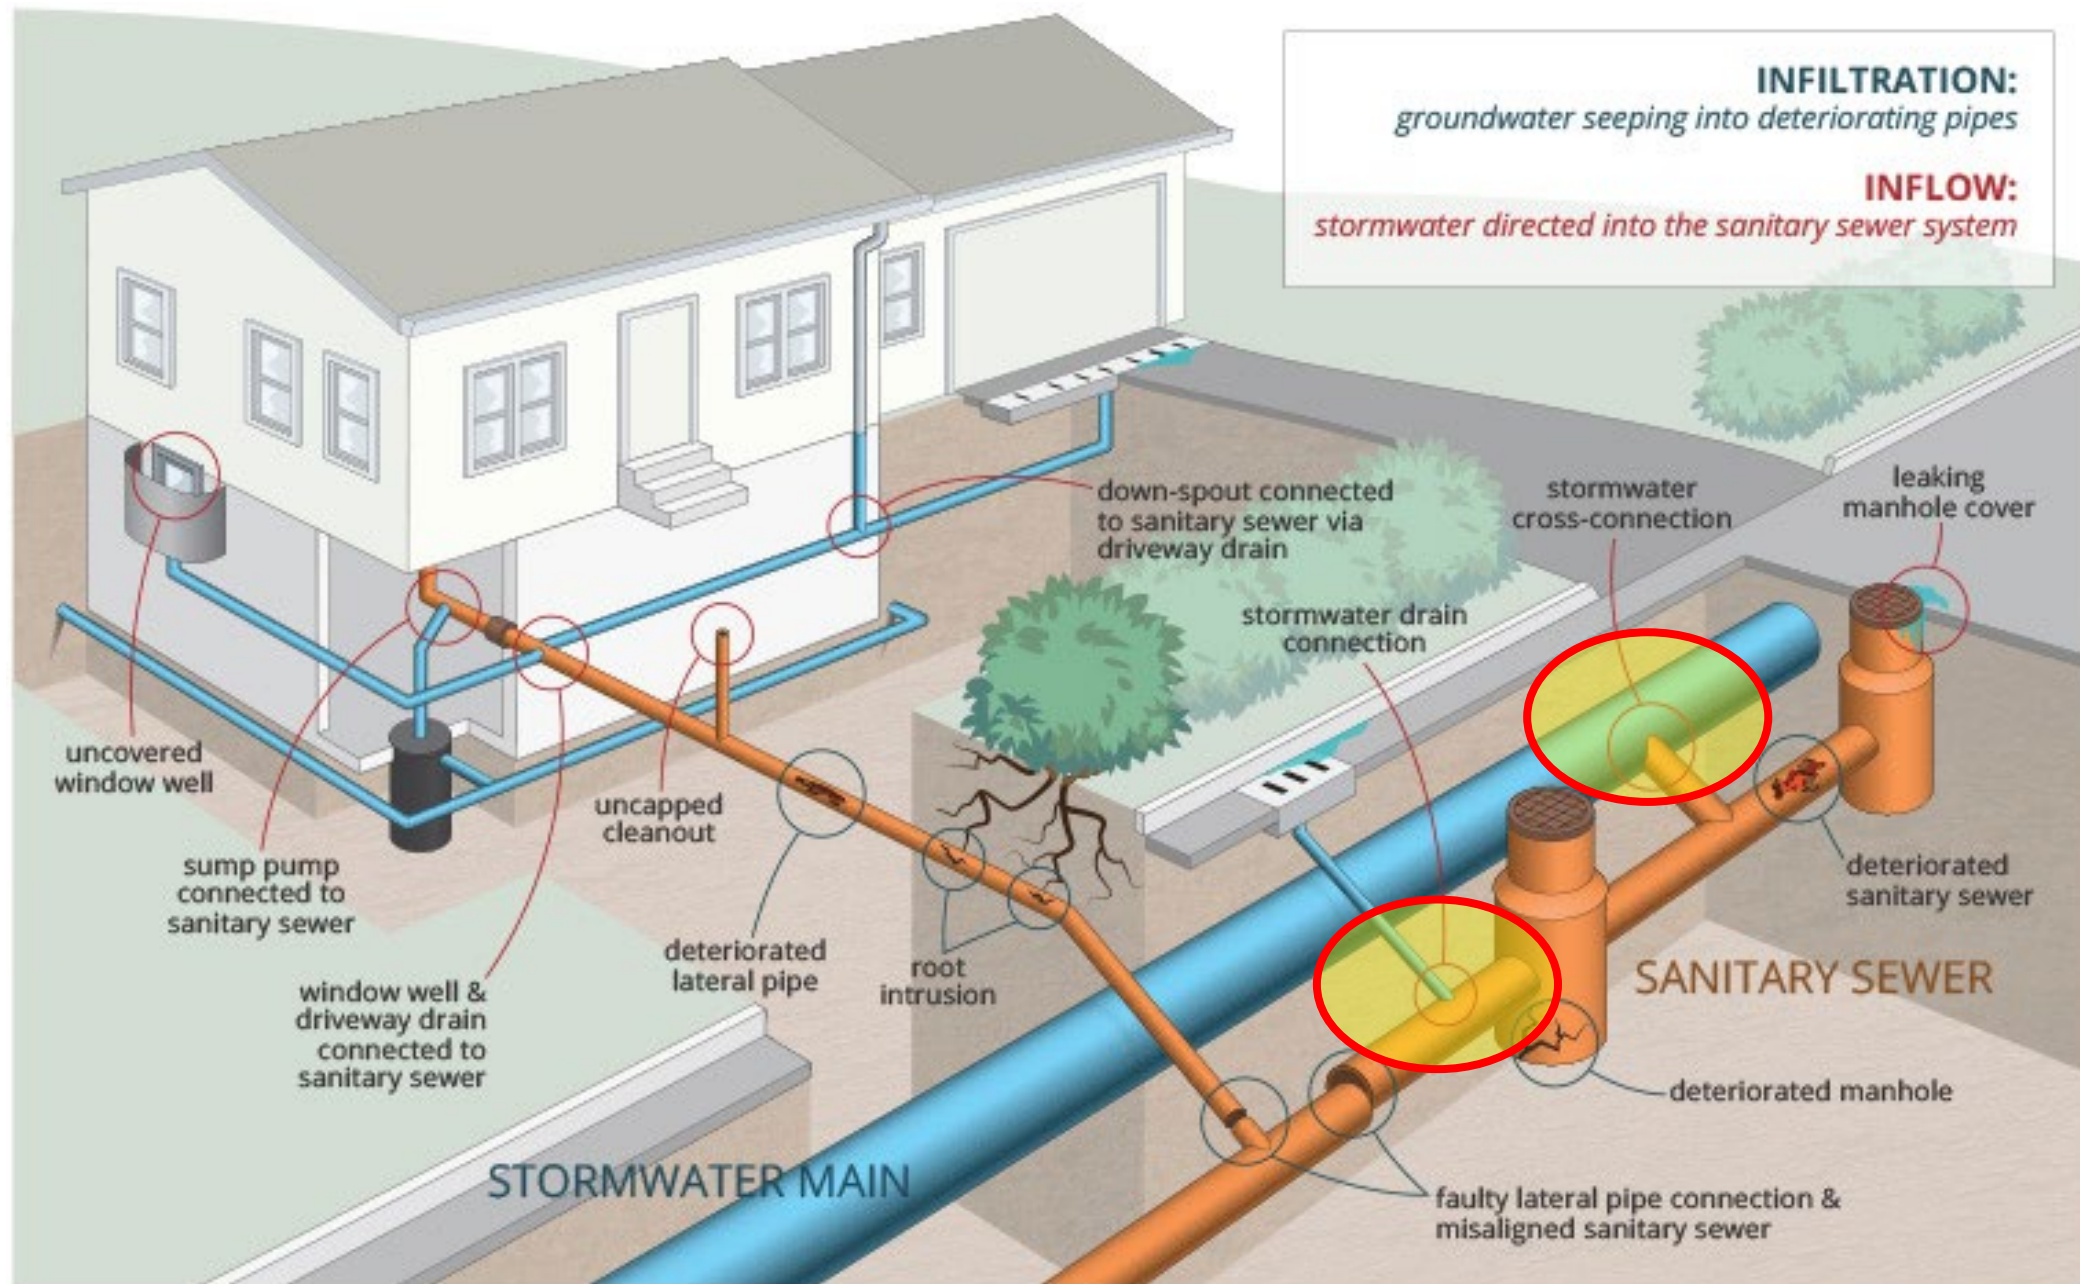 INFILTRATION:
groundwater seeping into deteriorating pipes
INFLOW:
stormwater directed into the sanitary sewer system
down-spout connected
to sanitary sewer via
driveway drain
stormwater
cross-connection
leaking
manhole cover
stormwater drain
connection
uncovered
window well
uncapped
cleanout
sump pump
connected to
sanitary sewer
deteriorated
lateral pipe
root
intrusion
deteriorated
sanitary sewer
SANITARY SEWER
window well &
driveway drain
connected to
sanitary sewer
deteriorated manhole
STORMWATER MAIN
faulty lateral pipe connection &
misaligned sanitary sewer